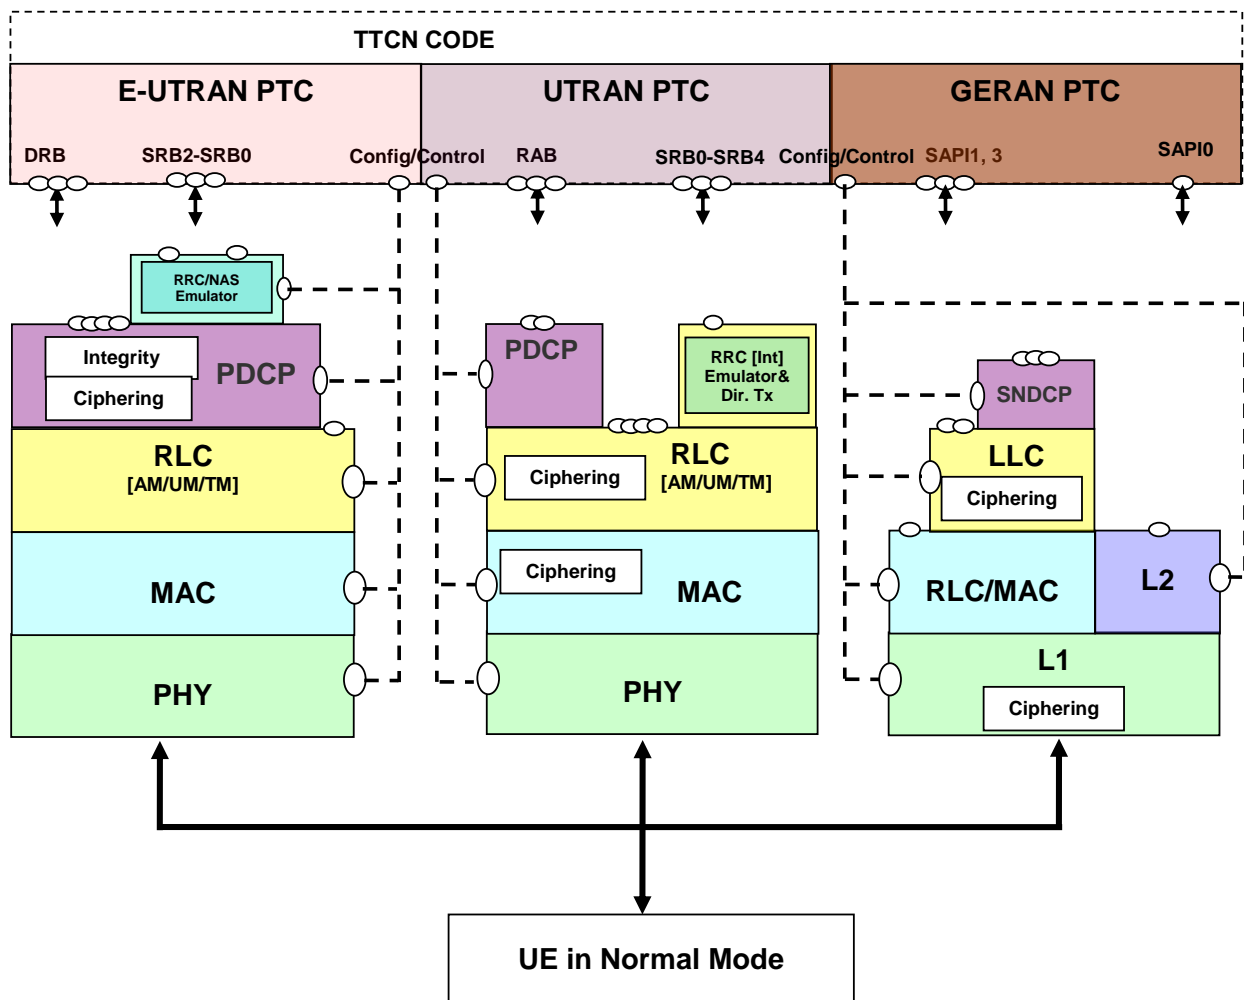 TTCN CODE
E-UTRAN PTC
UTRAN PTC
GERAN PTC
DRB
SRB2-SRB0
Config/Control
RAB
SRB0-SRB4
Config/Control
SAPI1, 3
SAPI0
RRC/NAS
Emulator
Integrity
Ciphering
PDCP
RLC
[AM/UM/TM]
MAC
PHY
PDCP
RRC [Int]
Emulator&
Dir. Tx
Ciphering
RLC
[AM/UM/TM]
Ciphering
MAC
PHY
SNDCP
LLC
Ciphering
RLC/MAC
L2
L1
Ciphering
UE in Normal Mode